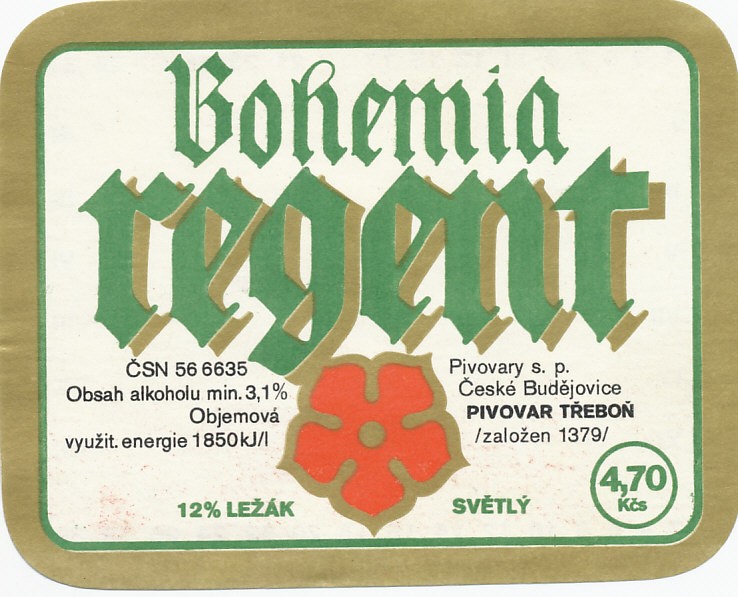 Bohemia
regent
ČSN 56 6635
Obsah alkoholu min. 3,1%
Objemová
využit. energie 1850kJ/l
Pivovary s. p.
České Budějovice
PIVOVAR TŘEBOŇ
/založen 1379/
12% LEŽÁK
SVĚTLÝ
4,70
Kčs